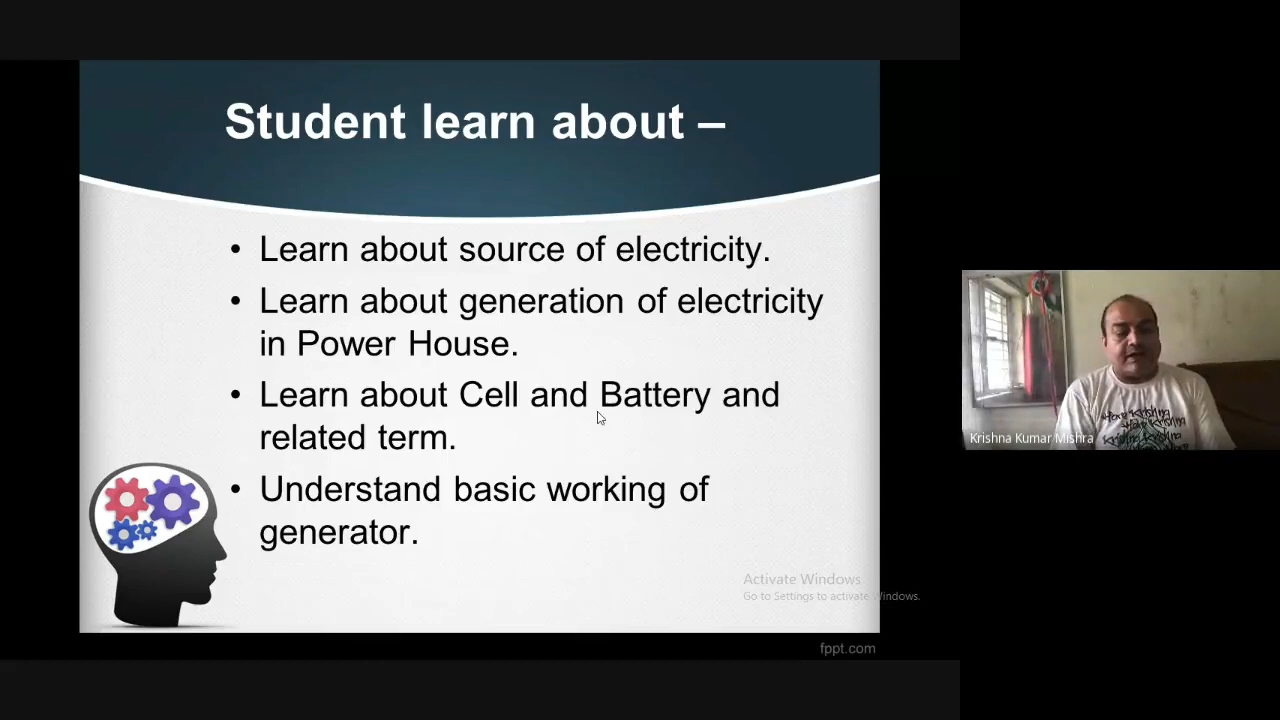 Student learn about –
• Learn about source of electricity.
• Learn about generation of electricity
in Power House.
• Learn about Cell and Battery and
related term.
• Understand basic working of
generator.
Activate Windows
Go to Settings to activate Windows.
fppt.com
Krishna Kumar Mishra